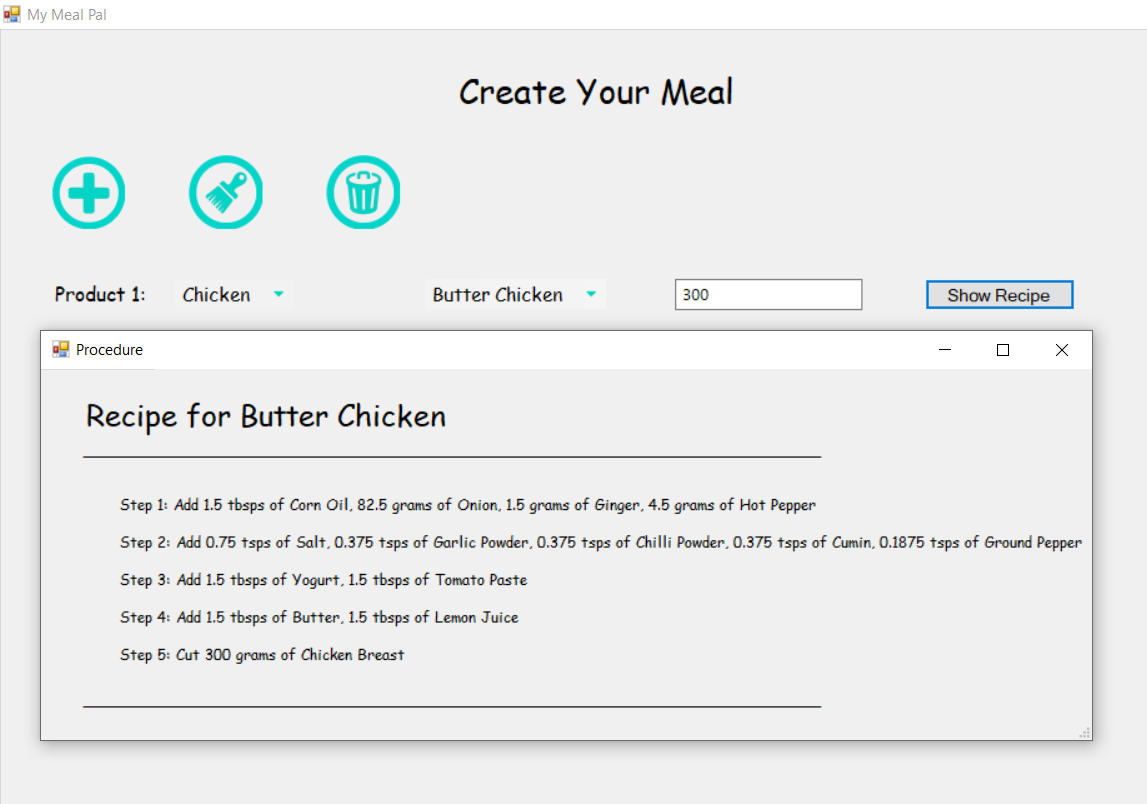 My Meal Pal
Create Your Meal
Product 1: Chicken Butter Chicken 300 Show Recipe
Procedure
Recipe for Butter Chicken
Step 1: Add 1.5 tbsps of Corn Oil, 82.5 grams of Onion, 1.5 grams of Ginger, 4.5 grams of Hot Pepper
Step 2: Add 0.75 tsps of Salt, 0.375 tsps of Garlic Powder, 0.375 tsps of Chilli Powder, 0.375 tsps of Cumin, 0.1875 tsps of Ground Pepper
Step 3: Add 1.5 tbsps of Yogurt, 1.5 tbsps of Tomato Paste
Step 4: Add 1.5 tbsps of Butter, 1.5 tbsps of Lemon Juice
Step 5: Cut 300 grams of Chicken Breast